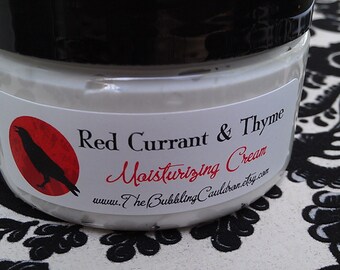 Red Currant & Thyme
Moisturizing Cream
www.TheBubblingCauldron.etsy.com